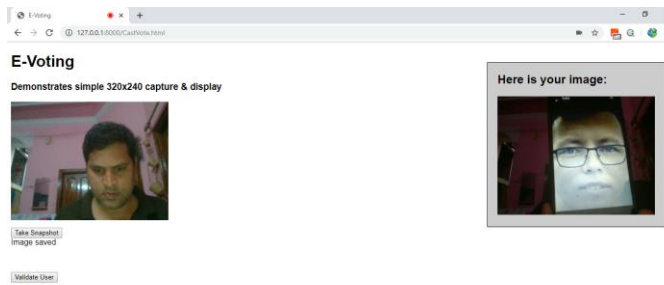 E-Voting
127.0.0.1:8000/CastVote.html
E-Voting
Demonstrates simple 320x240 capture & display
Here is your image:
Take Snapshot
Image saved
Validate User